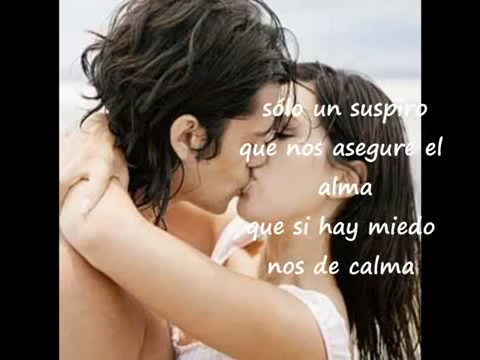 sólo un suspiro
que nos asegure el
alma
que si hay miedo
nos de calma